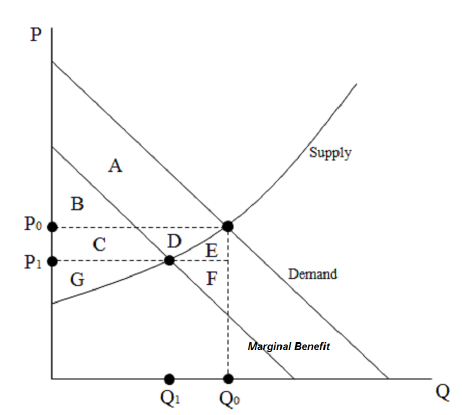 P
A
Supply
B
P0
C
D
E
P1
G
F
Demand
Marginal Benefit
Q
Q1
Q0